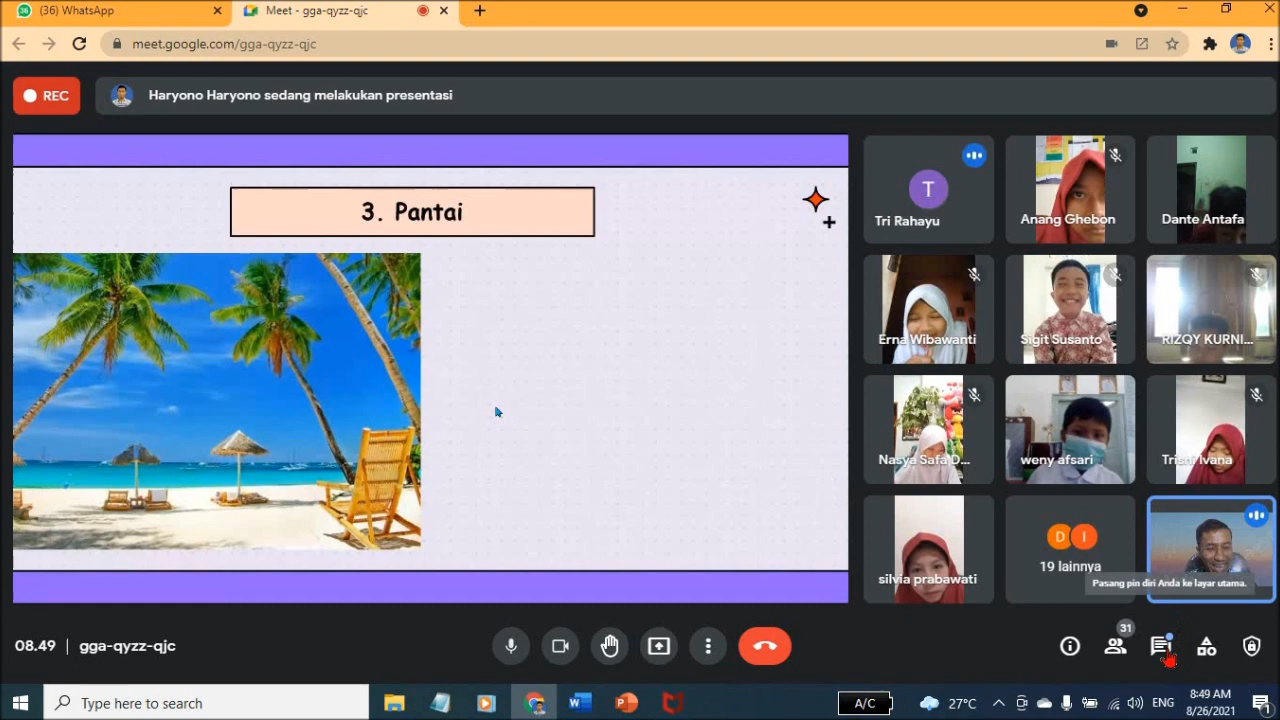 (36) WhatsApp
Meet - gga-qyzz-qjc
meet.google.com/gga-qyzz-qjc
REC
Haryono Haryono sedang melakukan presentasi
3. Pantai
T
Tri Rahayu
Anang Ghebon
Dante Antafa
Erna Wibawanti
Sigit Susanto
RIZQY KURNI...
Nasya Safa D...
weny afsari
Trisni Ivana
silvia prabawati
D I
19 lainnya
Pasang pin diri Anda ke layar utama.
08.49 | gga-qyzz-qjc
31
Type here to search
A/C
27°C
ENG
8:49 AM
8/26/2021
1